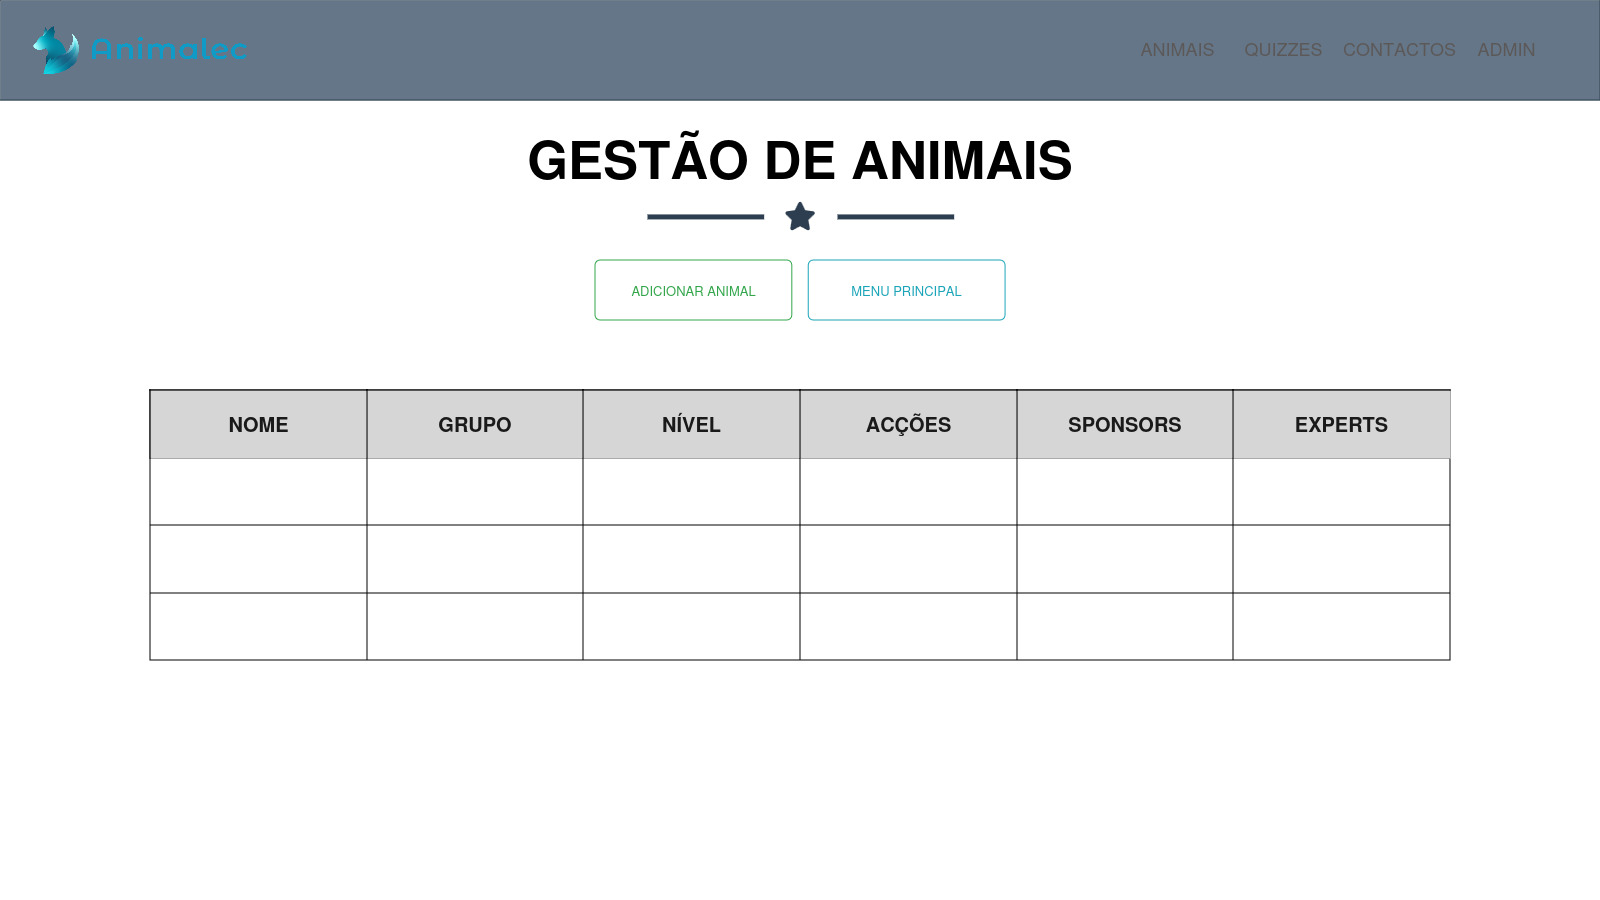 Animalec ANIMAIS QUIZZES CONTACTOS ADMIN
GESTÃO DE ANIMAIS
ADICIONAR ANIMAL MENU PRINCIPAL
NOME GRUPO NÍVEL ACÇÕES SPONSORS EXPERTS